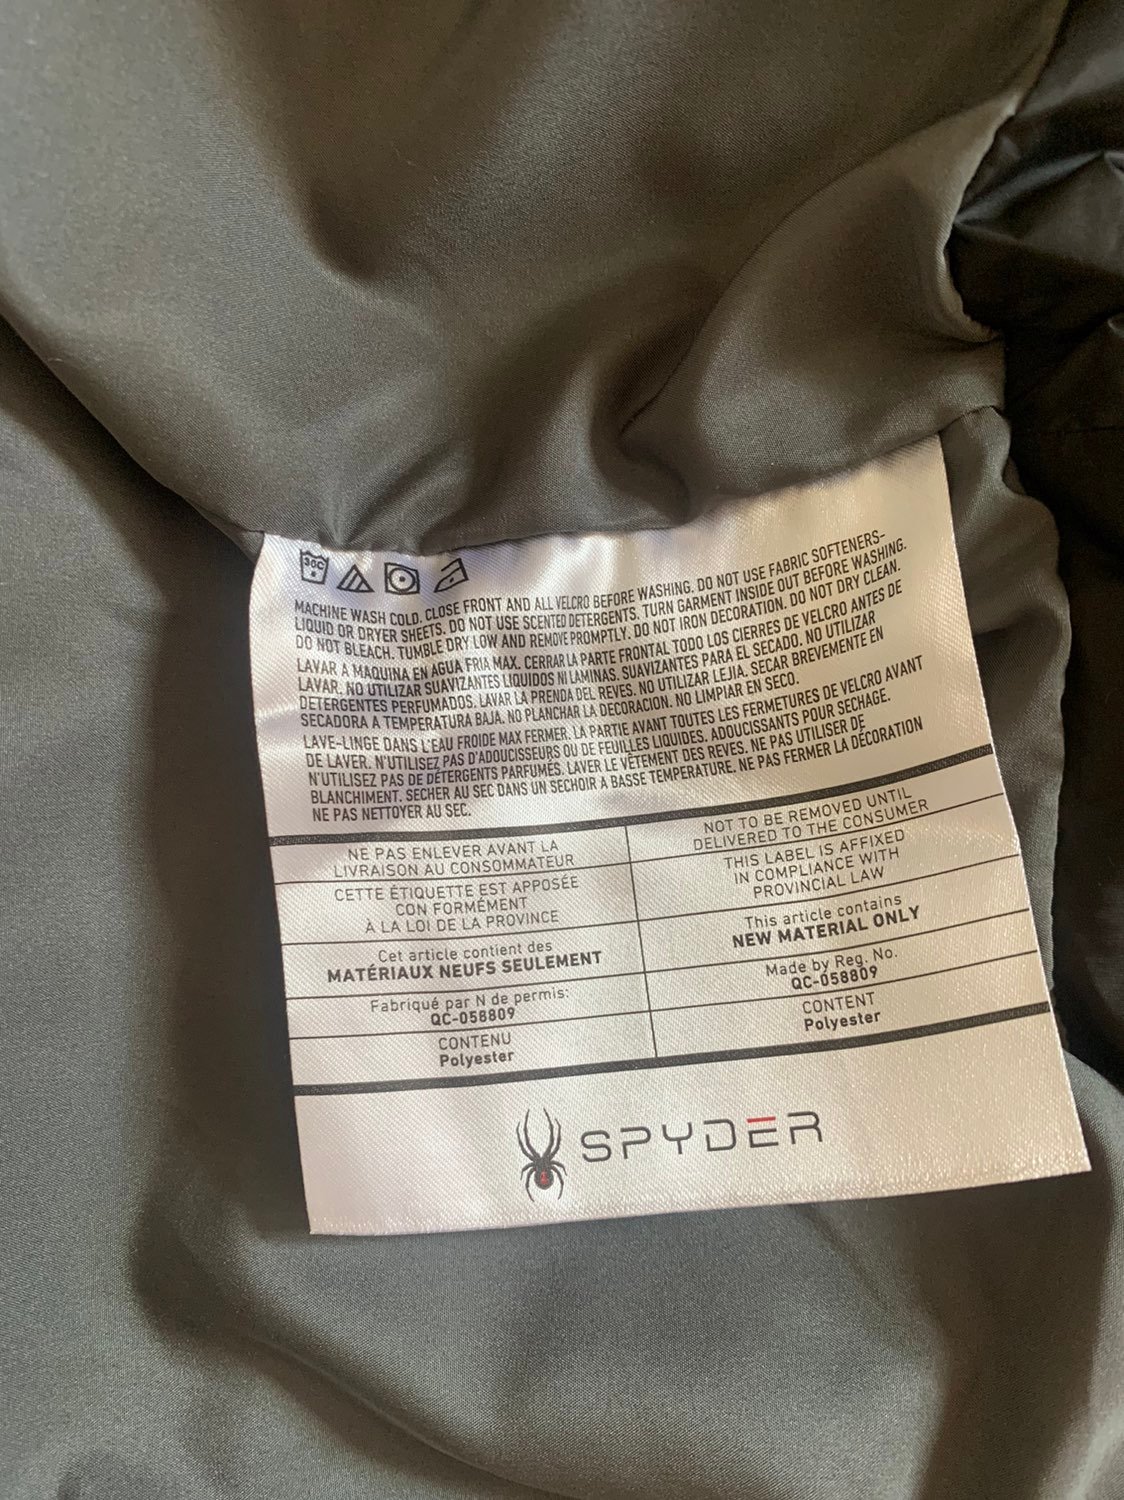 30C
MACHINE WASH COLD. CLOSE FRONT AND ALL VELCRO BEFORE WASHING. DO NOT USE FABRIC SOFTENERS-
LIQUID OR DRYER SHEETS. DO NOT USE SCENTED DETERGENTS. TURN GARMENT INSIDE OUT BEFORE WASHING.
DO NOT BLEACH. TUMBLE DRY LOW AND REMOVE PROMPTLY. DO NOT IRON DECORATION. DO NOT DRY CLEAN.
LAVAR A MAQUINA EN AGUA FRIA MAX. CERRAR LA PARTE FRONTAL TODO LOS CIERRES DE VELCRO ANTES DE
LAVAR. NO UTILIZAR SUAVIZANTES LIQUIDOS NI LAMINAS. SUAVIZANTES PARA EL SECADO. NO UTILIZAR
DETERGENTES PERFUMADOS. LAVAR LA PRENDA DEL REVES. NO UTILIZAR LEJIA. SECAR BREVEMENTE EN
SECADORA A TEMPERATURA BAJA. NO PLANCHAR LA DECORACION. NO LIMPIAR EN SECO.
LAVE-LINGE DANS L'EAU FROIDE MAX FERMER. LA PARTIE AVANT TOUTES LES FERMETURES DE VELCRO AVANT
DE LAVER. N'UTILISEZ PAS D'ADOUCISSEURS OU DE FEUILLES LIQUIDES. ADOUCISSANTS POUR SECHAGE.
N'UTILISEZ PAS DE DÉTERGENTS PARFUMÉS. LAVER LE VÊTEMENT DES REVES. NE PAS UTILISER DE
BLANCHIMENT. SECHER AU SEC DANS UN SECHOIR A BASSE TEMPERATURE. NE PAS FERMER LA DÉCORATION
NE PAS NETTOYER AU SEC.
NE PAS ENLEVER AVANT LA
LIVRAISON AU CONSOMMATEUR
NOT TO BE REMOVED UNTIL
DELIVERED TO THE CONSUMER
CETTE ÉTIQUETTE EST APPOSÉE
CON FORMÉMENT
À LA LOI DE LA PROVINCE
THIS LABEL IS AFFIXED
IN COMPLIANCE WITH
PROVINCIAL LAW
Cet article contient des
MATÉRIAUX NEUFS SEULEMENT
This article contains
NEW MATERIAL ONLY
Fabriqué par N de permis:
QC-058809
Made by Reg. No.
QC-058809
CONTENU
Polyester
CONTENT
Polyester
SPYDER